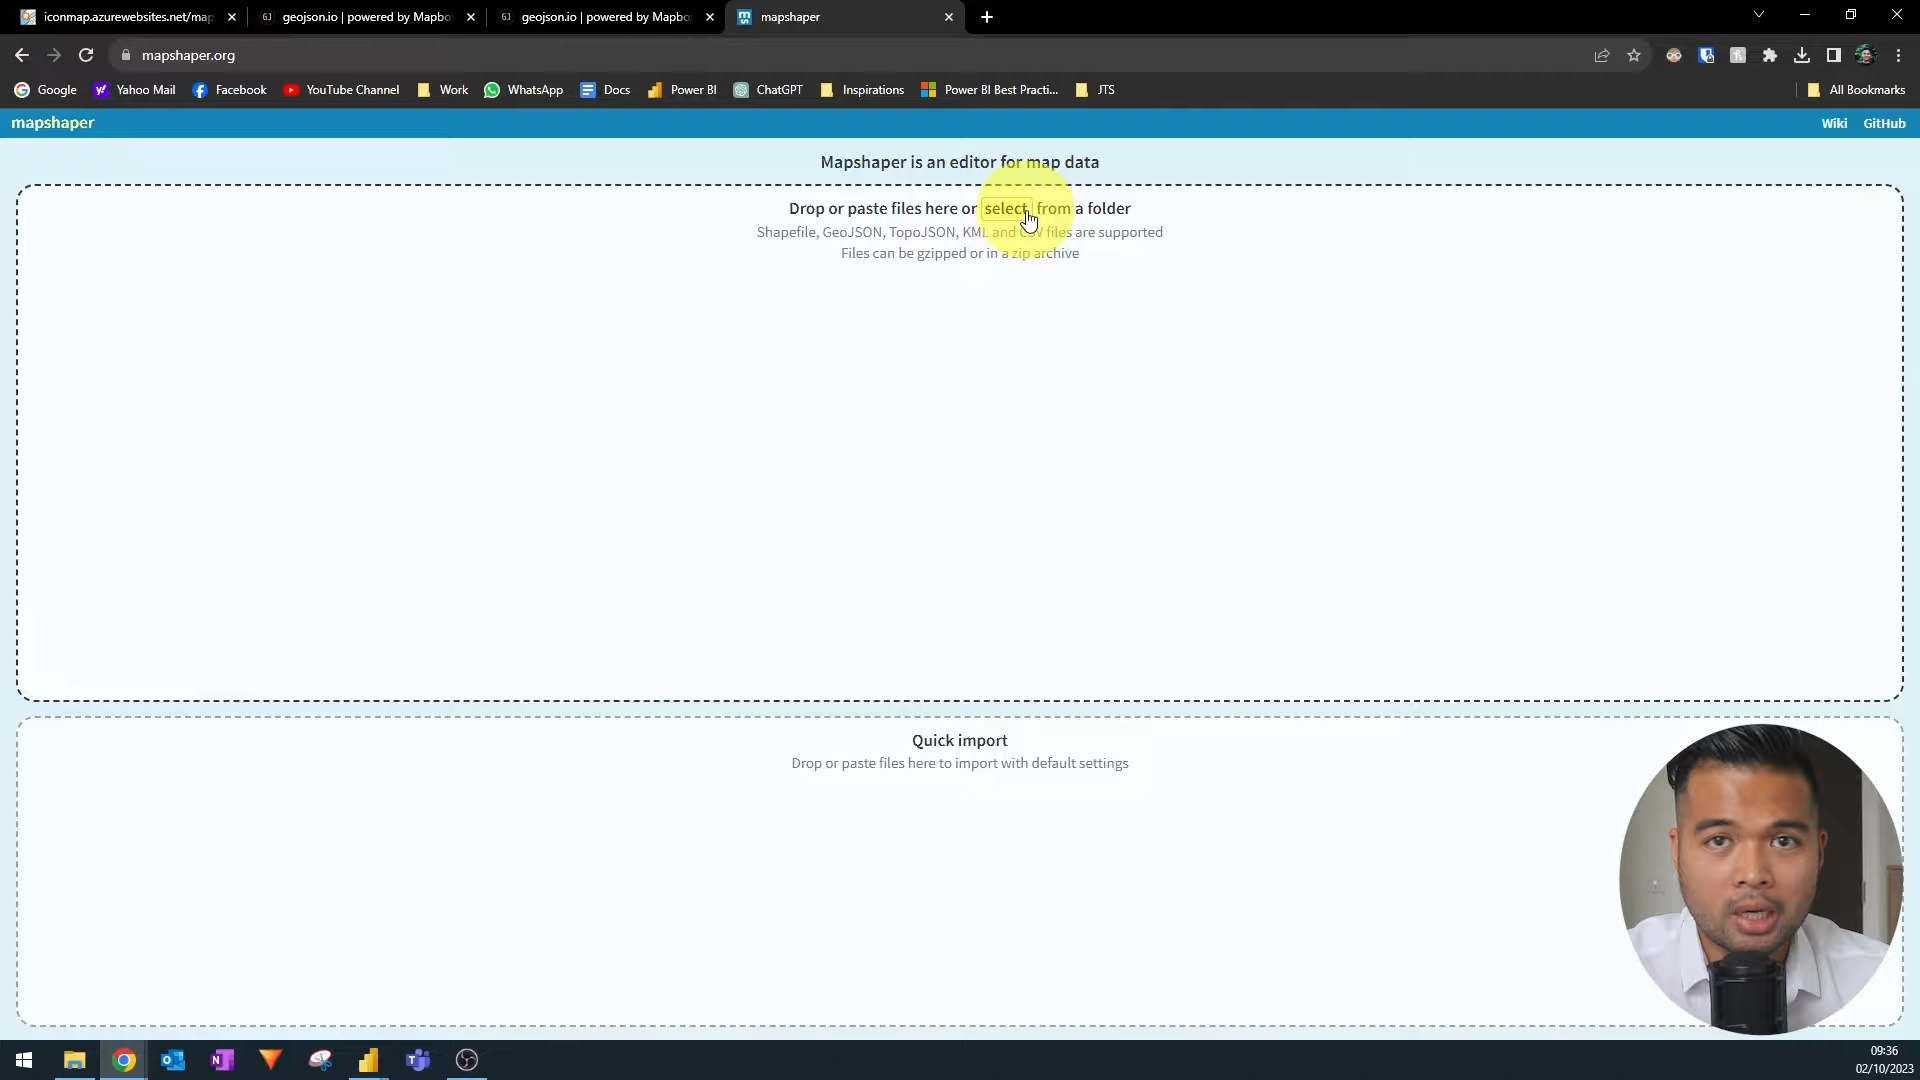 iconmap.azurewebsites.net/map
geojson.io | powered by Mapbo
geojson.io | powered by Mapbo
mapshaper
mapshaper.org
Google
Yahoo Mail
Facebook
YouTube Channel
Work
WhatsApp
Docs
Power BI
ChatGPT
Inspirations
Power BI Best Practi...
JTS
All Bookmarks
mapshaper
Wiki
GitHub
Mapshaper is an editor for map data
Drop or paste files here or select from a folder
Shapefile, GeoJSON, TopoJSON, KML and CSV files are supported
Files can be gzipped or in a zip archive
Quick import
Drop or paste files here to import with default settings
09:36
02/10/2023